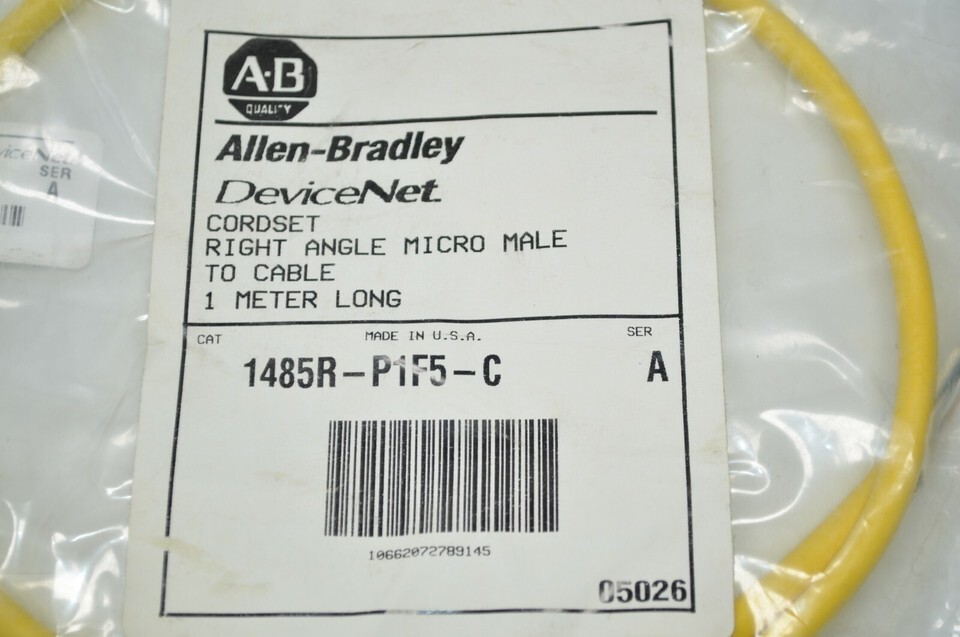 A·B
QUALITY
Allen-Bradley
DeviceNet
CORDSET
RIGHT ANGLE MICRO MALE
TO CABLE
1 METER LONG
CAT
MADE IN U.S.A.
SER
1485R-P1F5-C
A
10662072789145
05026
SER
A